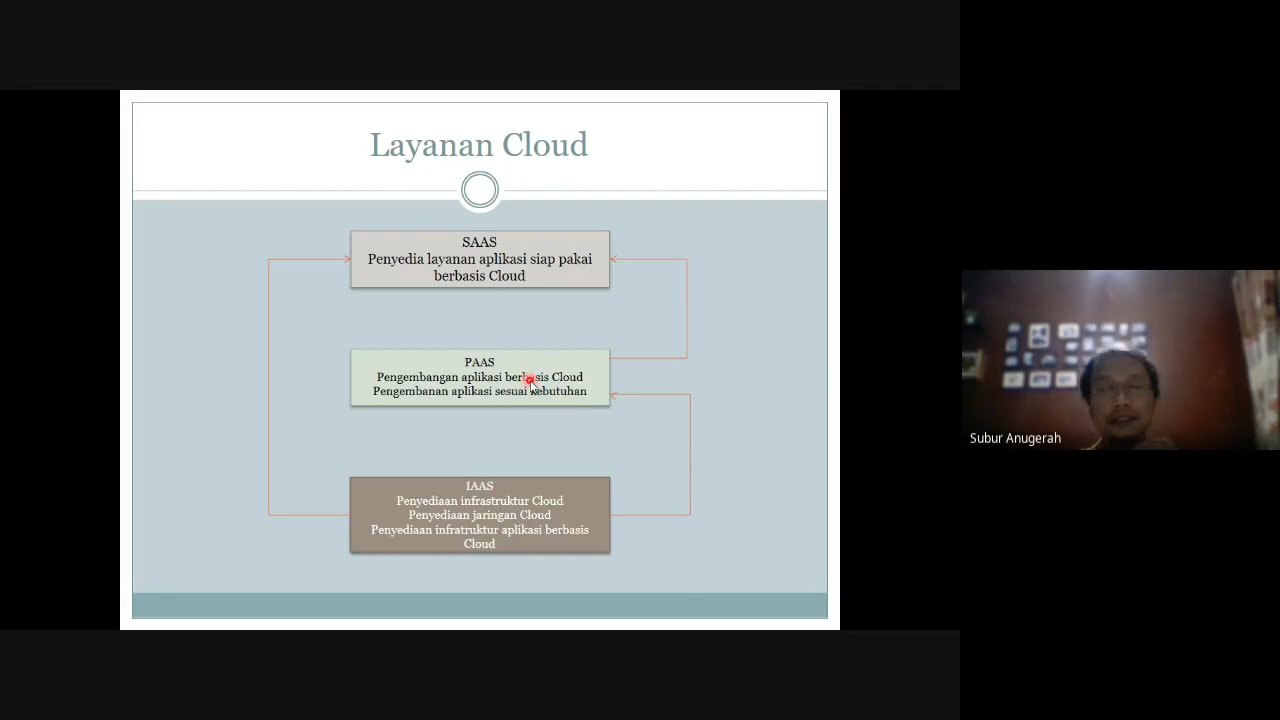 Layanan Cloud
SAAS
Penyedia layanan aplikasi siap pakai
berbasis Cloud
PAAS
Pengembangan aplikasi berbasis Cloud
Pengembanan aplikasi sesuai kebutuhan
IAAS
Penyediaan infrastruktur Cloud
Penyediaan jaringan Cloud
Penyediaan infratruktur aplikasi berbasis
Cloud
Subur Anugerah